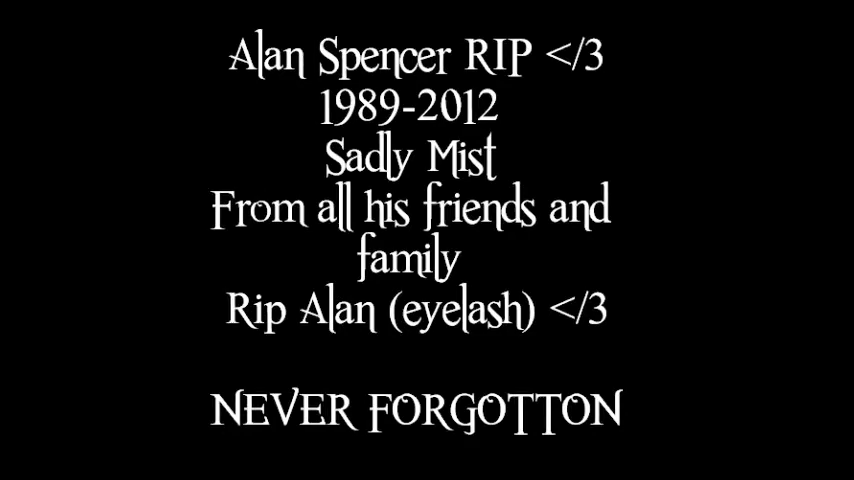 Alan Spencer RIP </3
1989-2012
Sadly Mist
From all his friends and
family
Rip Alan (eyelash) </3
NEVER FORGOTTON